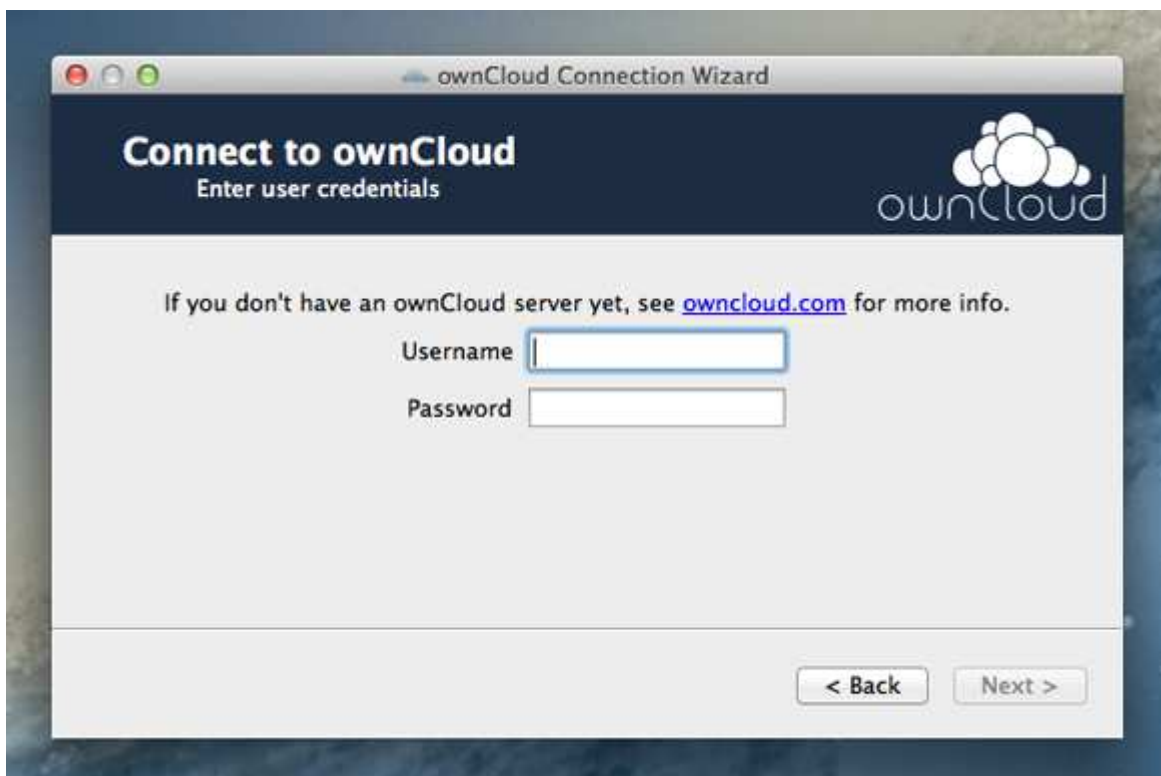 ownCloud Connection Wizard
Connect to ownCloud
Enter user credentials
ownCloud
If you don't have an ownCloud server yet, see owncloud.com for more info.
Username
Password
< Back
Next >